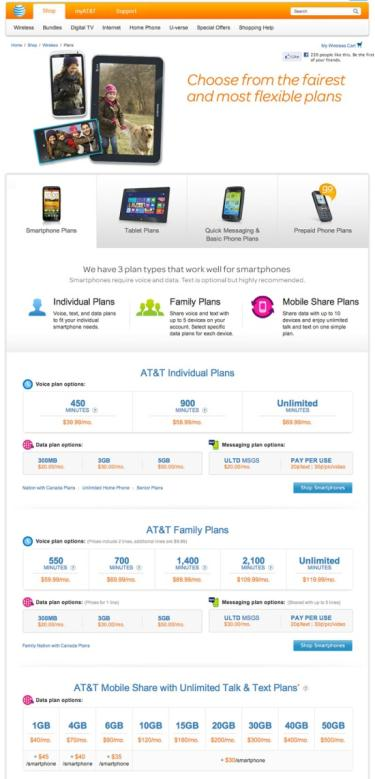 Shop
myAT&T
Support
Search
Wireless
Bundles
Digital TV
Internet
Home Phone
U-verse
Special Offers
Shopping Help
Home / Shop / Wireless / Plans
My Wireless Cart
Like
220 people like this. Be the first of your friends.
Choose from the fairest
and most flexible plans
go
Smartphone Plans
Tablet Plans
Quick Messaging &
Basic Phone Plans
Prepaid Phone Plans
We have 3 plan types that work well for smartphones
Smartphones require voice and data. Text is optional but highly recommended.
Individual Plans
Voice, text, and data plans
to fit your individual
smartphone needs.
Family Plans
Share voice and text with
up to 5 devices on your
account. Select specific
data plans for each device.
Mobile Share Plans
Share data with up to 10
devices and enjoy unlimited
talk and text on one simple
plan.
AT&T Individual Plans
Voice plan options:
450
MINUTES
$39.99/mo.
900
MINUTES
$59.99/mo.
Unlimited
MINUTES
$69.99/mo.
Data plan options:
300MB
$20.00/mo.
3GB
$30.00/mo.
5GB
$50.00/mo.
Messaging plan options:
ULTD MSGS
$20.00/mo.
PAY PER USE
20¢/text | 30¢/pic/video
Nation with Canada Plans
Unlimited Home Phone
Senior Plans
Shop Smartphones
AT&T Family Plans
Voice plan options: (Prices include 2 lines, additional lines are $9.99)
550
MINUTES
$59.99/mo.
700
MINUTES
$69.99/mo.
1,400
MINUTES
$89.99/mo.
2,100
MINUTES
$109.99/mo.
Unlimited
MINUTES
$119.99/mo.
Data plan options: (Prices for 1 line)
300MB
$20.00/mo.
3GB
$30.00/mo.
5GB
$50.00/mo.
Messaging plan options: (Shared with up to 5 lines)
ULTD MSGS
$30.00/mo.
PAY PER USE
20¢/text | 30¢/pic/video
Family Nation with Canada Plans
Shop Smartphones
AT&T Mobile Share with Unlimited Talk & Text Plans*
Data plan options:
1GB
$40/mo.
4GB
$70/mo.
6GB
$90/mo.
10GB
$120/mo.
15GB
$160/mo.
20GB
$200/mo.
30GB
$300/mo.
40GB
$400/mo.
50GB
$500/mo.
+ $45
/smartphone
+ $40
/smartphone
+ $35
/smartphone
+ $30/smartphone